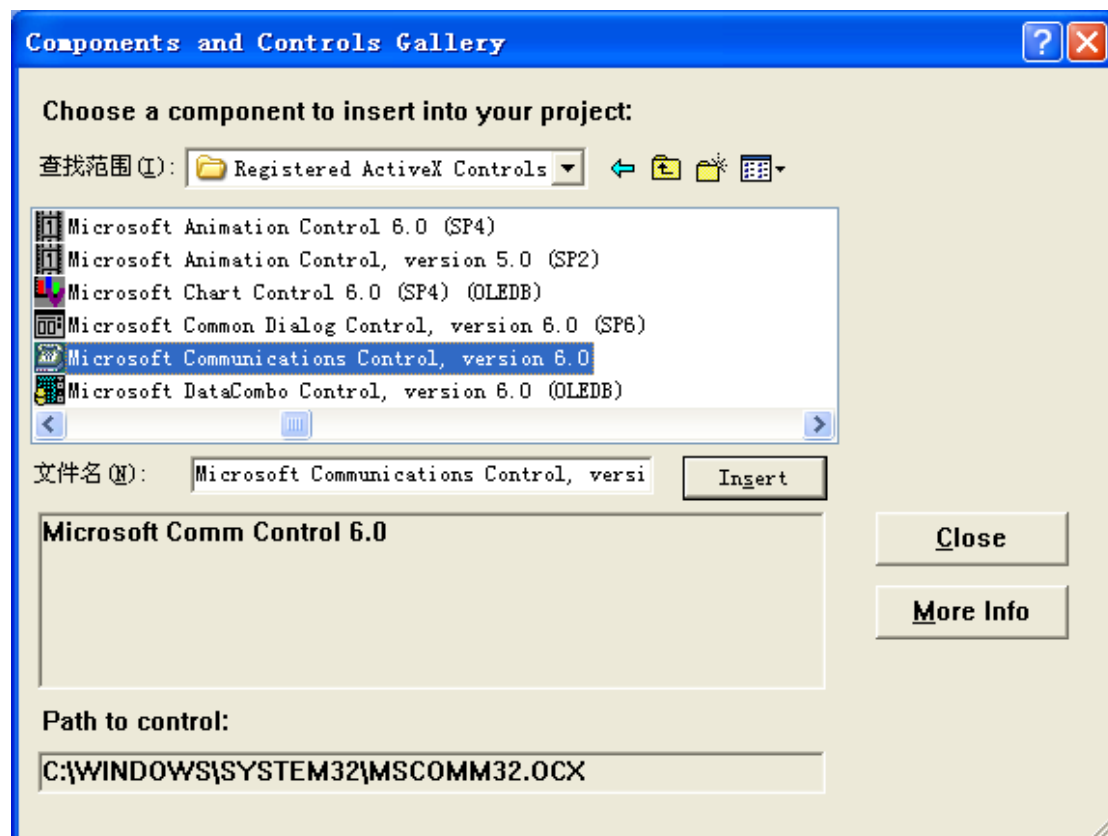 Components and Controls Gallery
Choose a component to insert into your project:
查找范围(I): Registered ActiveX Controls
Microsoft Animation Control 6.0 (SP4)
Microsoft Animation Control, version 5.0 (SP2)
Microsoft Chart Control 6.0 (SP4) (OLEDB)
Microsoft Common Dialog Control, version 6.0 (SP6)
Microsoft Communications Control, version 6.0
Microsoft DataCombo Control, version 6.0 (OLEDB)
文件名(N): Microsoft Communications Control, versi Insert
Microsoft Comm Control 6.0
Close
More Info
Path to control:
C:\WINDOWS\SYSTEM32\MSCOMM32.OCX